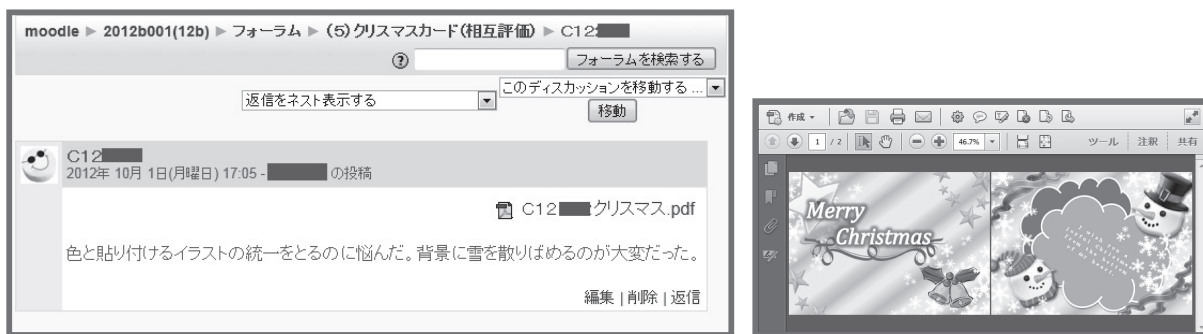 moodle ▶ 2012b001(12b) ▶ フォーラム ▶ (5)クリスマスカード(相互評価) ▶ C12
フォーラムを検索する
このディスカッションを移動する ...
返信をネスト表示する
移動
C12
2012年 10月 1日(月曜日) 17:05 - の投稿
C12 クリスマス.pdf
色と貼り付けるイラストの統一をとるのに悩んだ。背景に雪を散りばめるのが大変だった。
編集 | 削除 | 返信
作成
1 / 2
46.7%
ツール 注釈 共有
Merry
Christmas